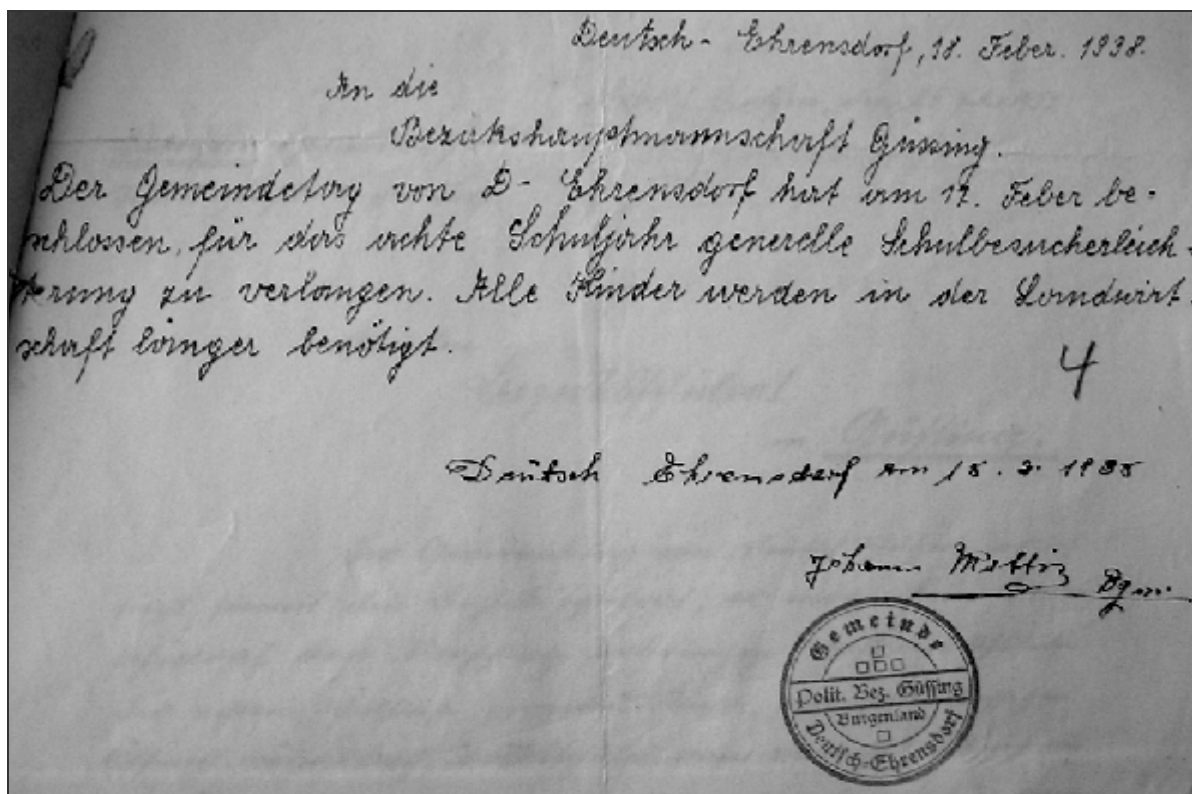 Deutsch - Ehrensdorf, 18. Feber. 1938.
An die
Bezirkshauptmannschaft Güssing.
Der Gemeindetag von D - Ehrensdorf hat am 17. Feber be-
schlossen, für das achte Schuljahr generelle Schulbesucherleich-
terung zu verlangen. Alle Kinder werden in der Landwirt-
schaft länger benötigt.
4
Deutsch Ehrensdorf am 18. 2. 1938
Johann Bgm.
Gemeinde
Polit. Bez. Güssing
Burgenland
Deutsch-Ehrensdorf